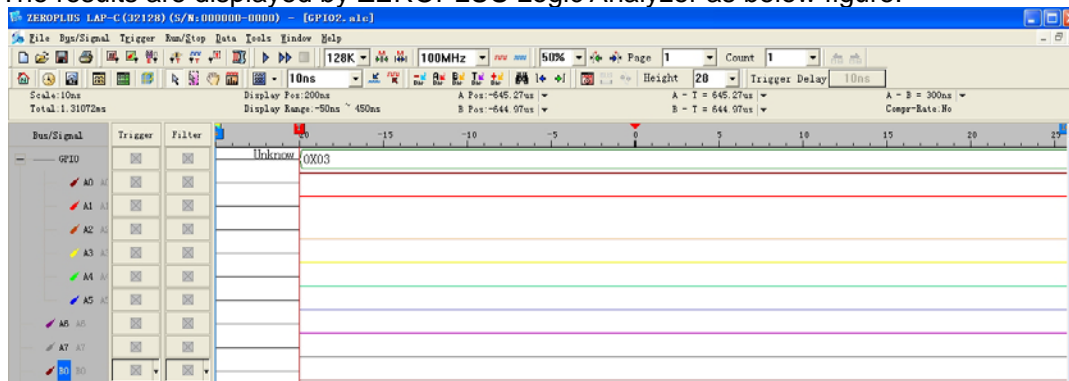 The results are displayed by ZEROPLUS Logic Analyzer as below figure.
ZEROPLUS LAP-C(32128) (S/N:000000-0000) - [GPIO2.alc]
File Bus/Signal Trigger Run/Stop Data Tools Window Help
128K 100MHz 50% Page 1 Count 1
10ns Height 28 Trigger Delay 10ns
Scale:10ns Display Pos:200ns A Pos:-645.27us A - T = 645.27us A - B = 300ns
Total:1.31072ms Display Range:-50ns ~ 450ns B Pos:-644.97us B - T = 644.97us Compr-Rate:No
Bus/Signal Trigger Filter -15 -10 -5 0 5 10 15 20 25
GPIO Unknow 0X03
A0
A1
A2
A3
A4
A5
A6 A6
A7 A7
B0 B0